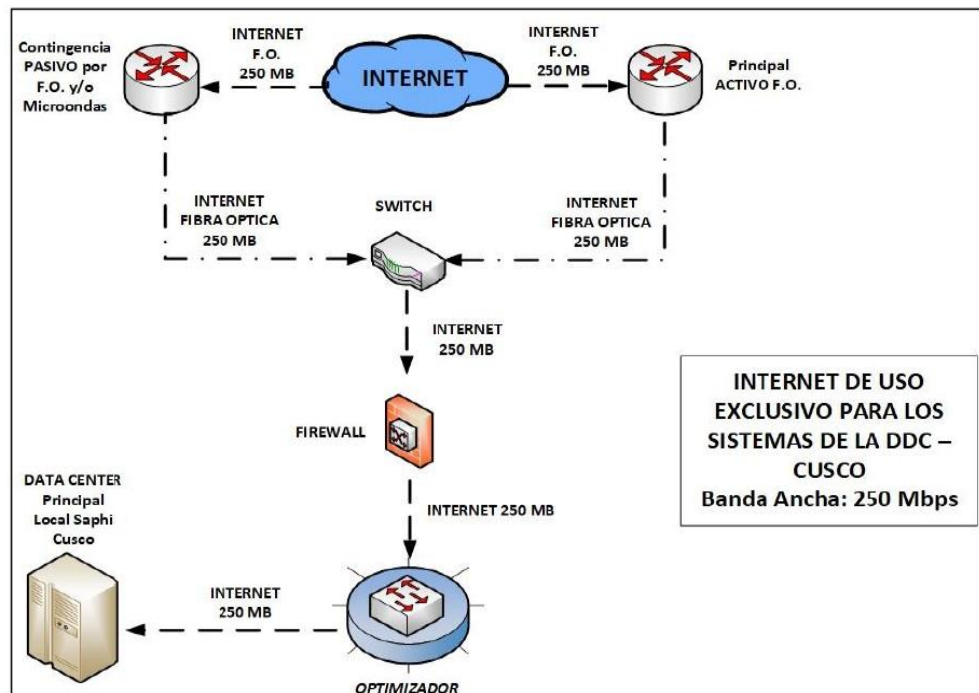 Contingencia
PASIVO por
F.O. y/o
Microondas
INTERNET
F.O.
250 MB
INTERNET
INTERNET
F.O.
250 MB
Principal
ACTIVO F.O.
INTERNET
FIBRA OPTICA
250 MB
SWITCH
INTERNET
FIBRA OPTICA
250 MB
INTERNET
250 MB
FIREWALL
INTERNET DE USO
EXCLUSIVO PARA LOS
SISTEMAS DE LA DDC –
CUSCO
Banda Ancha: 250 Mbps
DATA CENTER
Principal
Local Saphi
Cusco
INTERNET 250 MB
INTERNET
250 MB
OPTIMIZADOR